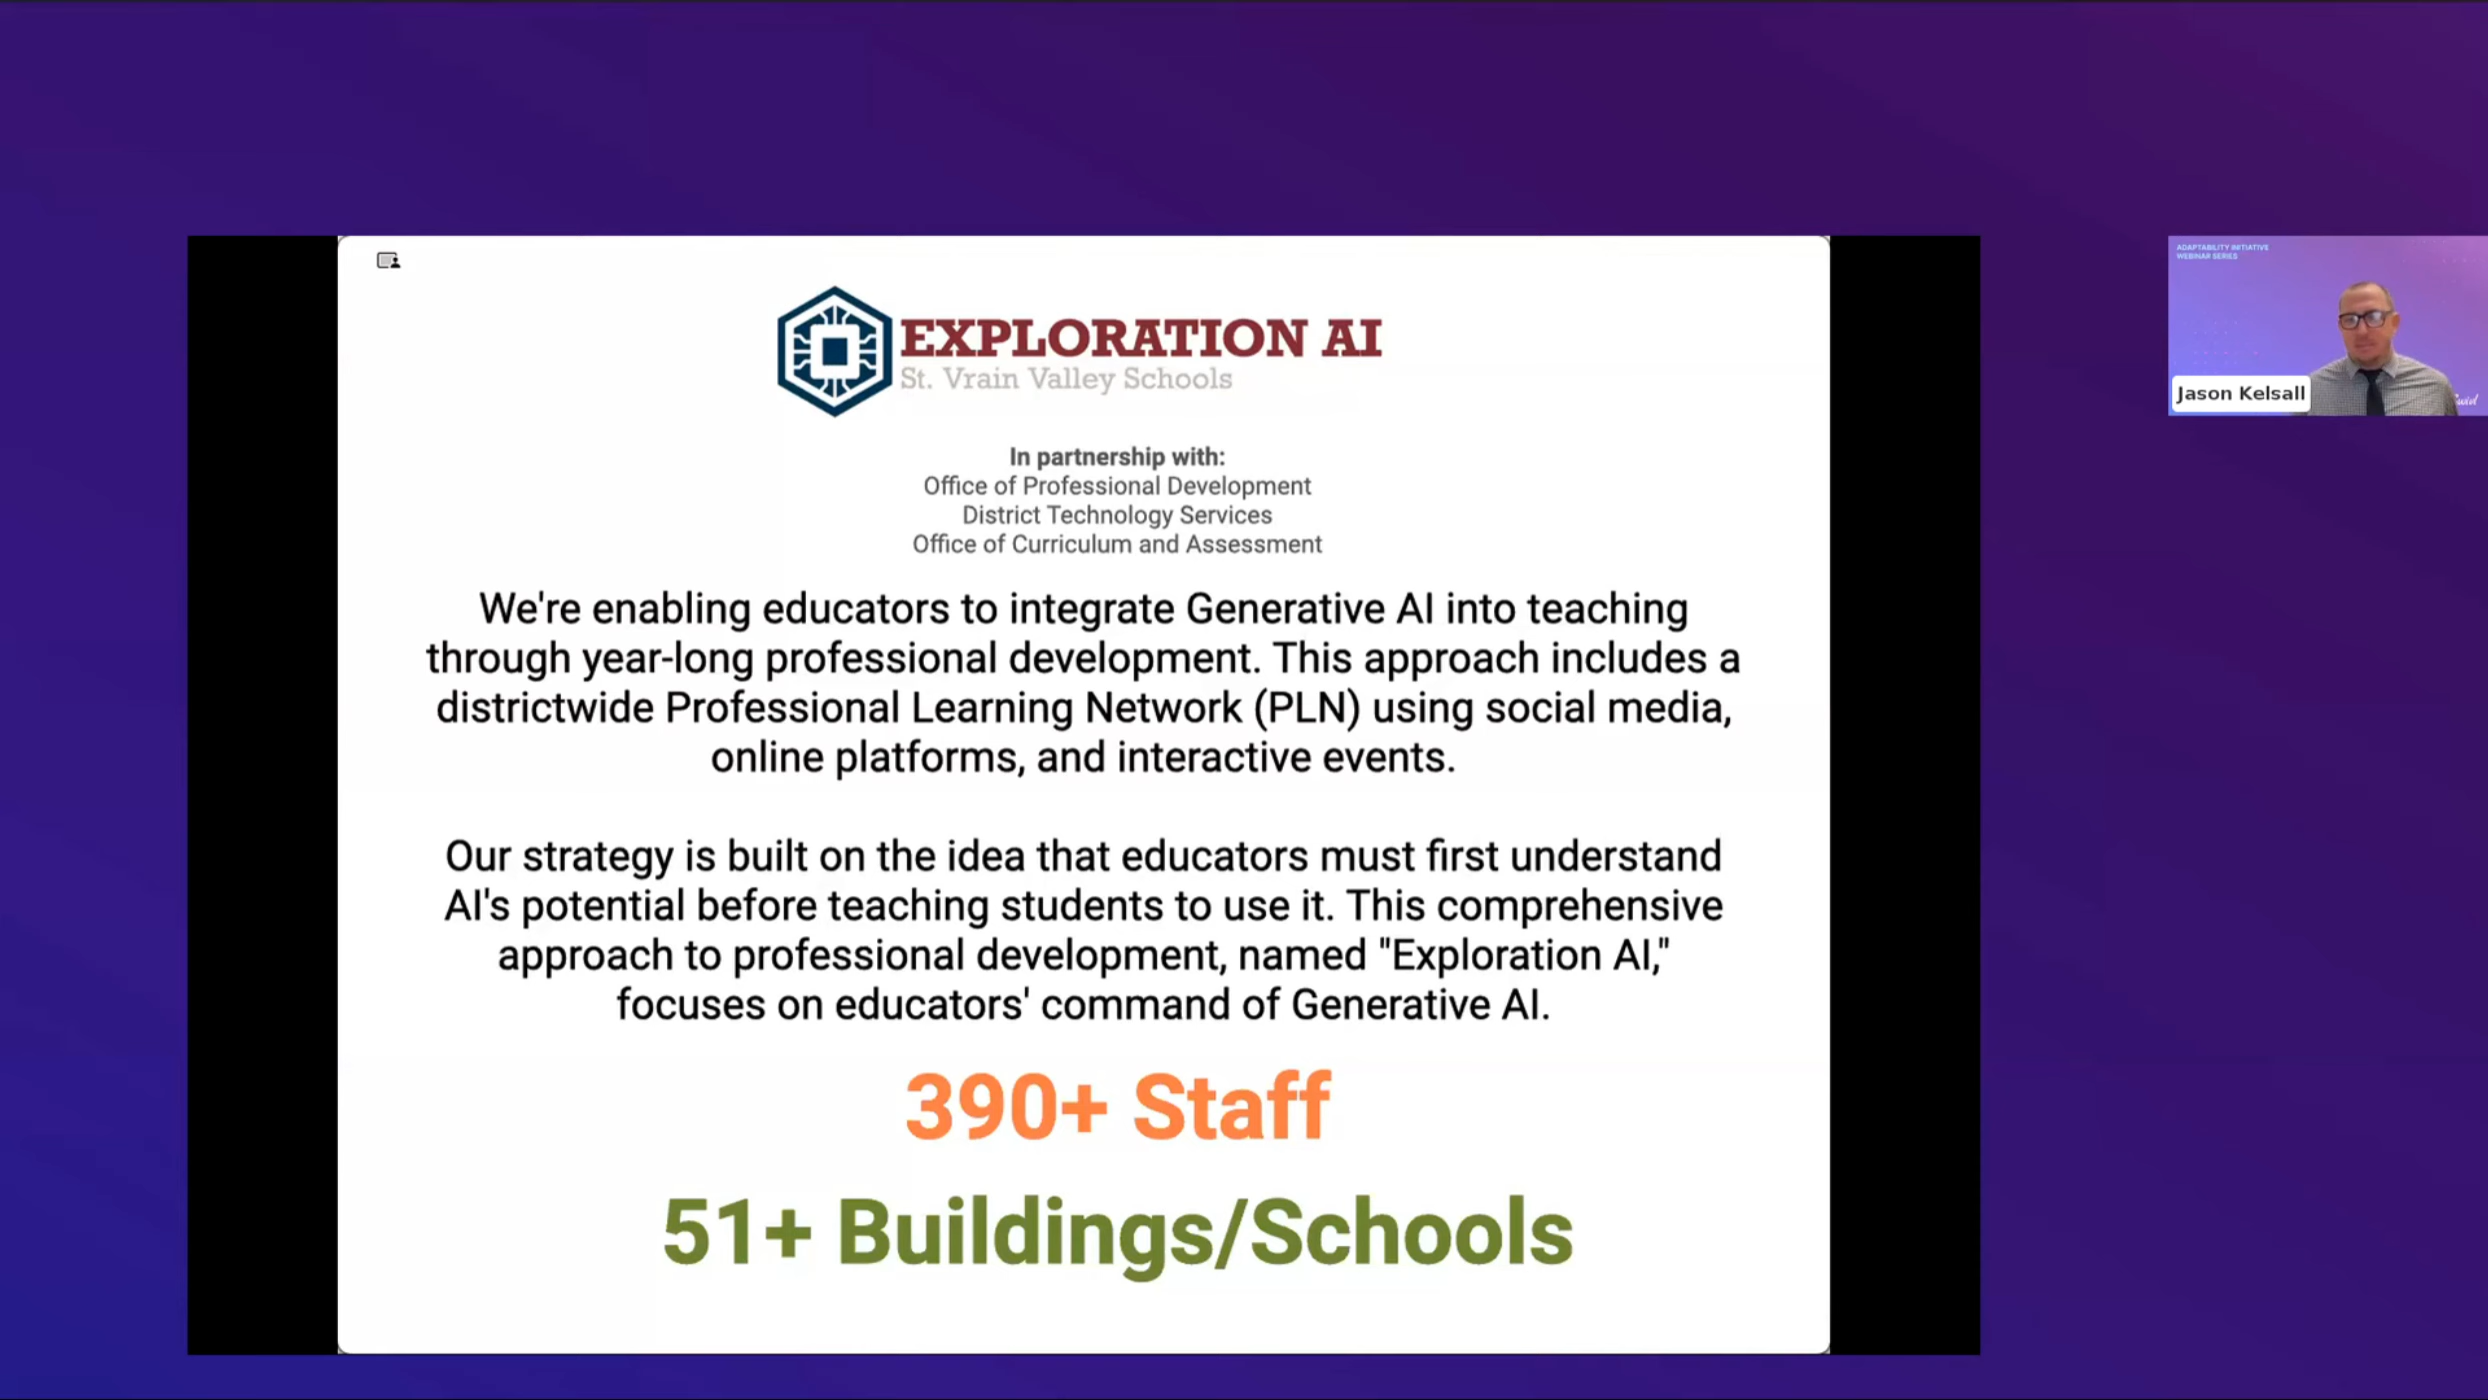 EXPLORATION AI
St. Vrain Valley Schools
In partnership with:
Office of Professional Development
District Technology Services
Office of Curriculum and Assessment
We're enabling educators to integrate Generative AI into teaching
through year-long professional development. This approach includes a
districtwide Professional Learning Network (PLN) using social media,
online platforms, and interactive events.
Our strategy is built on the idea that educators must first understand
AI's potential before teaching students to use it. This comprehensive
approach to professional development, named "Exploration AI,"
focuses on educators' command of Generative AI.
390+ Staff
51+ Buildings/Schools
ADAPTABILITY INITIATIVE
WEBINAR SERIES
Jason Kelsall